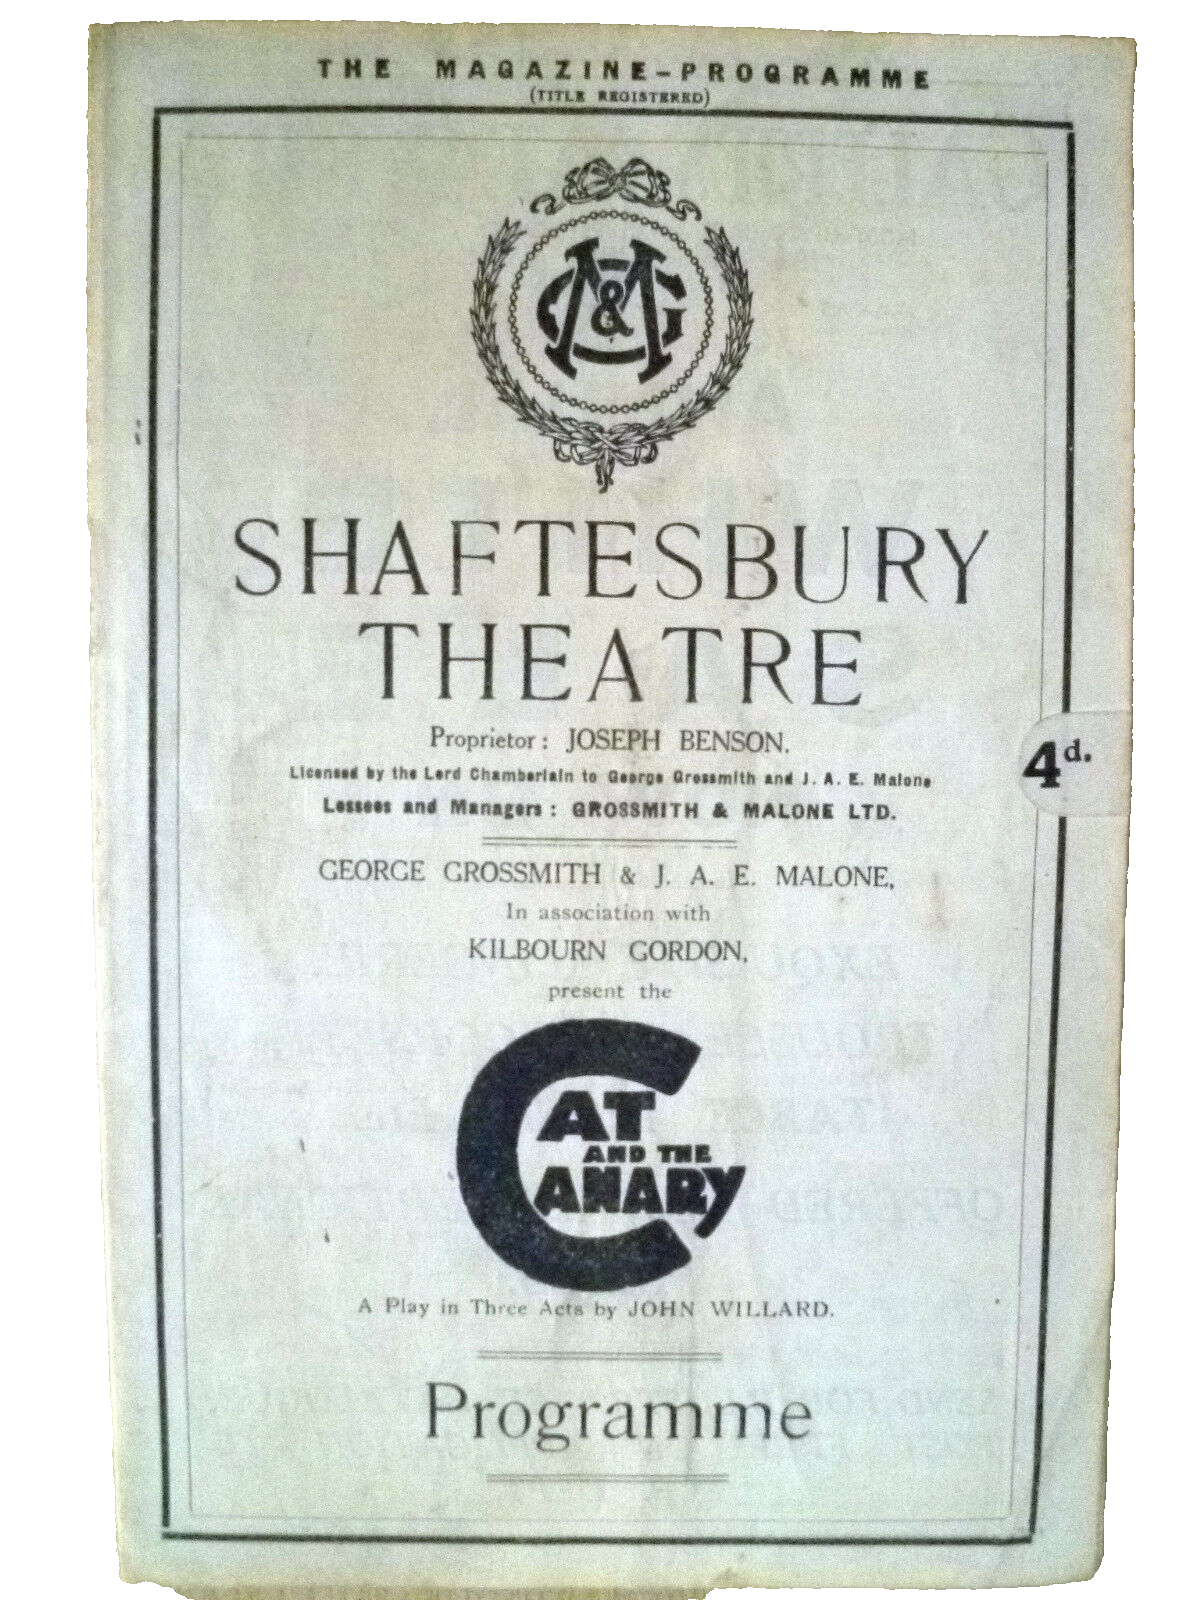 THE MAGAZINE-PROGRAMME
(TITLE REGISTERED)
G M & M
SHAFTESBURY
THEATRE
Proprietor: JOSEPH BENSON.
Licensed by the Lord Chamberlain to George Grossmith and J. A. E. Malone
Lessees and Managers: GROSSMITH & MALONE LTD.
4d.
GEORGE GROSSMITH & J. A. E. MALONE,
In association with
KILBOURN GORDON,
present the
CAT
AND THE
CANARY
A Play in Three Acts by JOHN WILLARD.
Programme